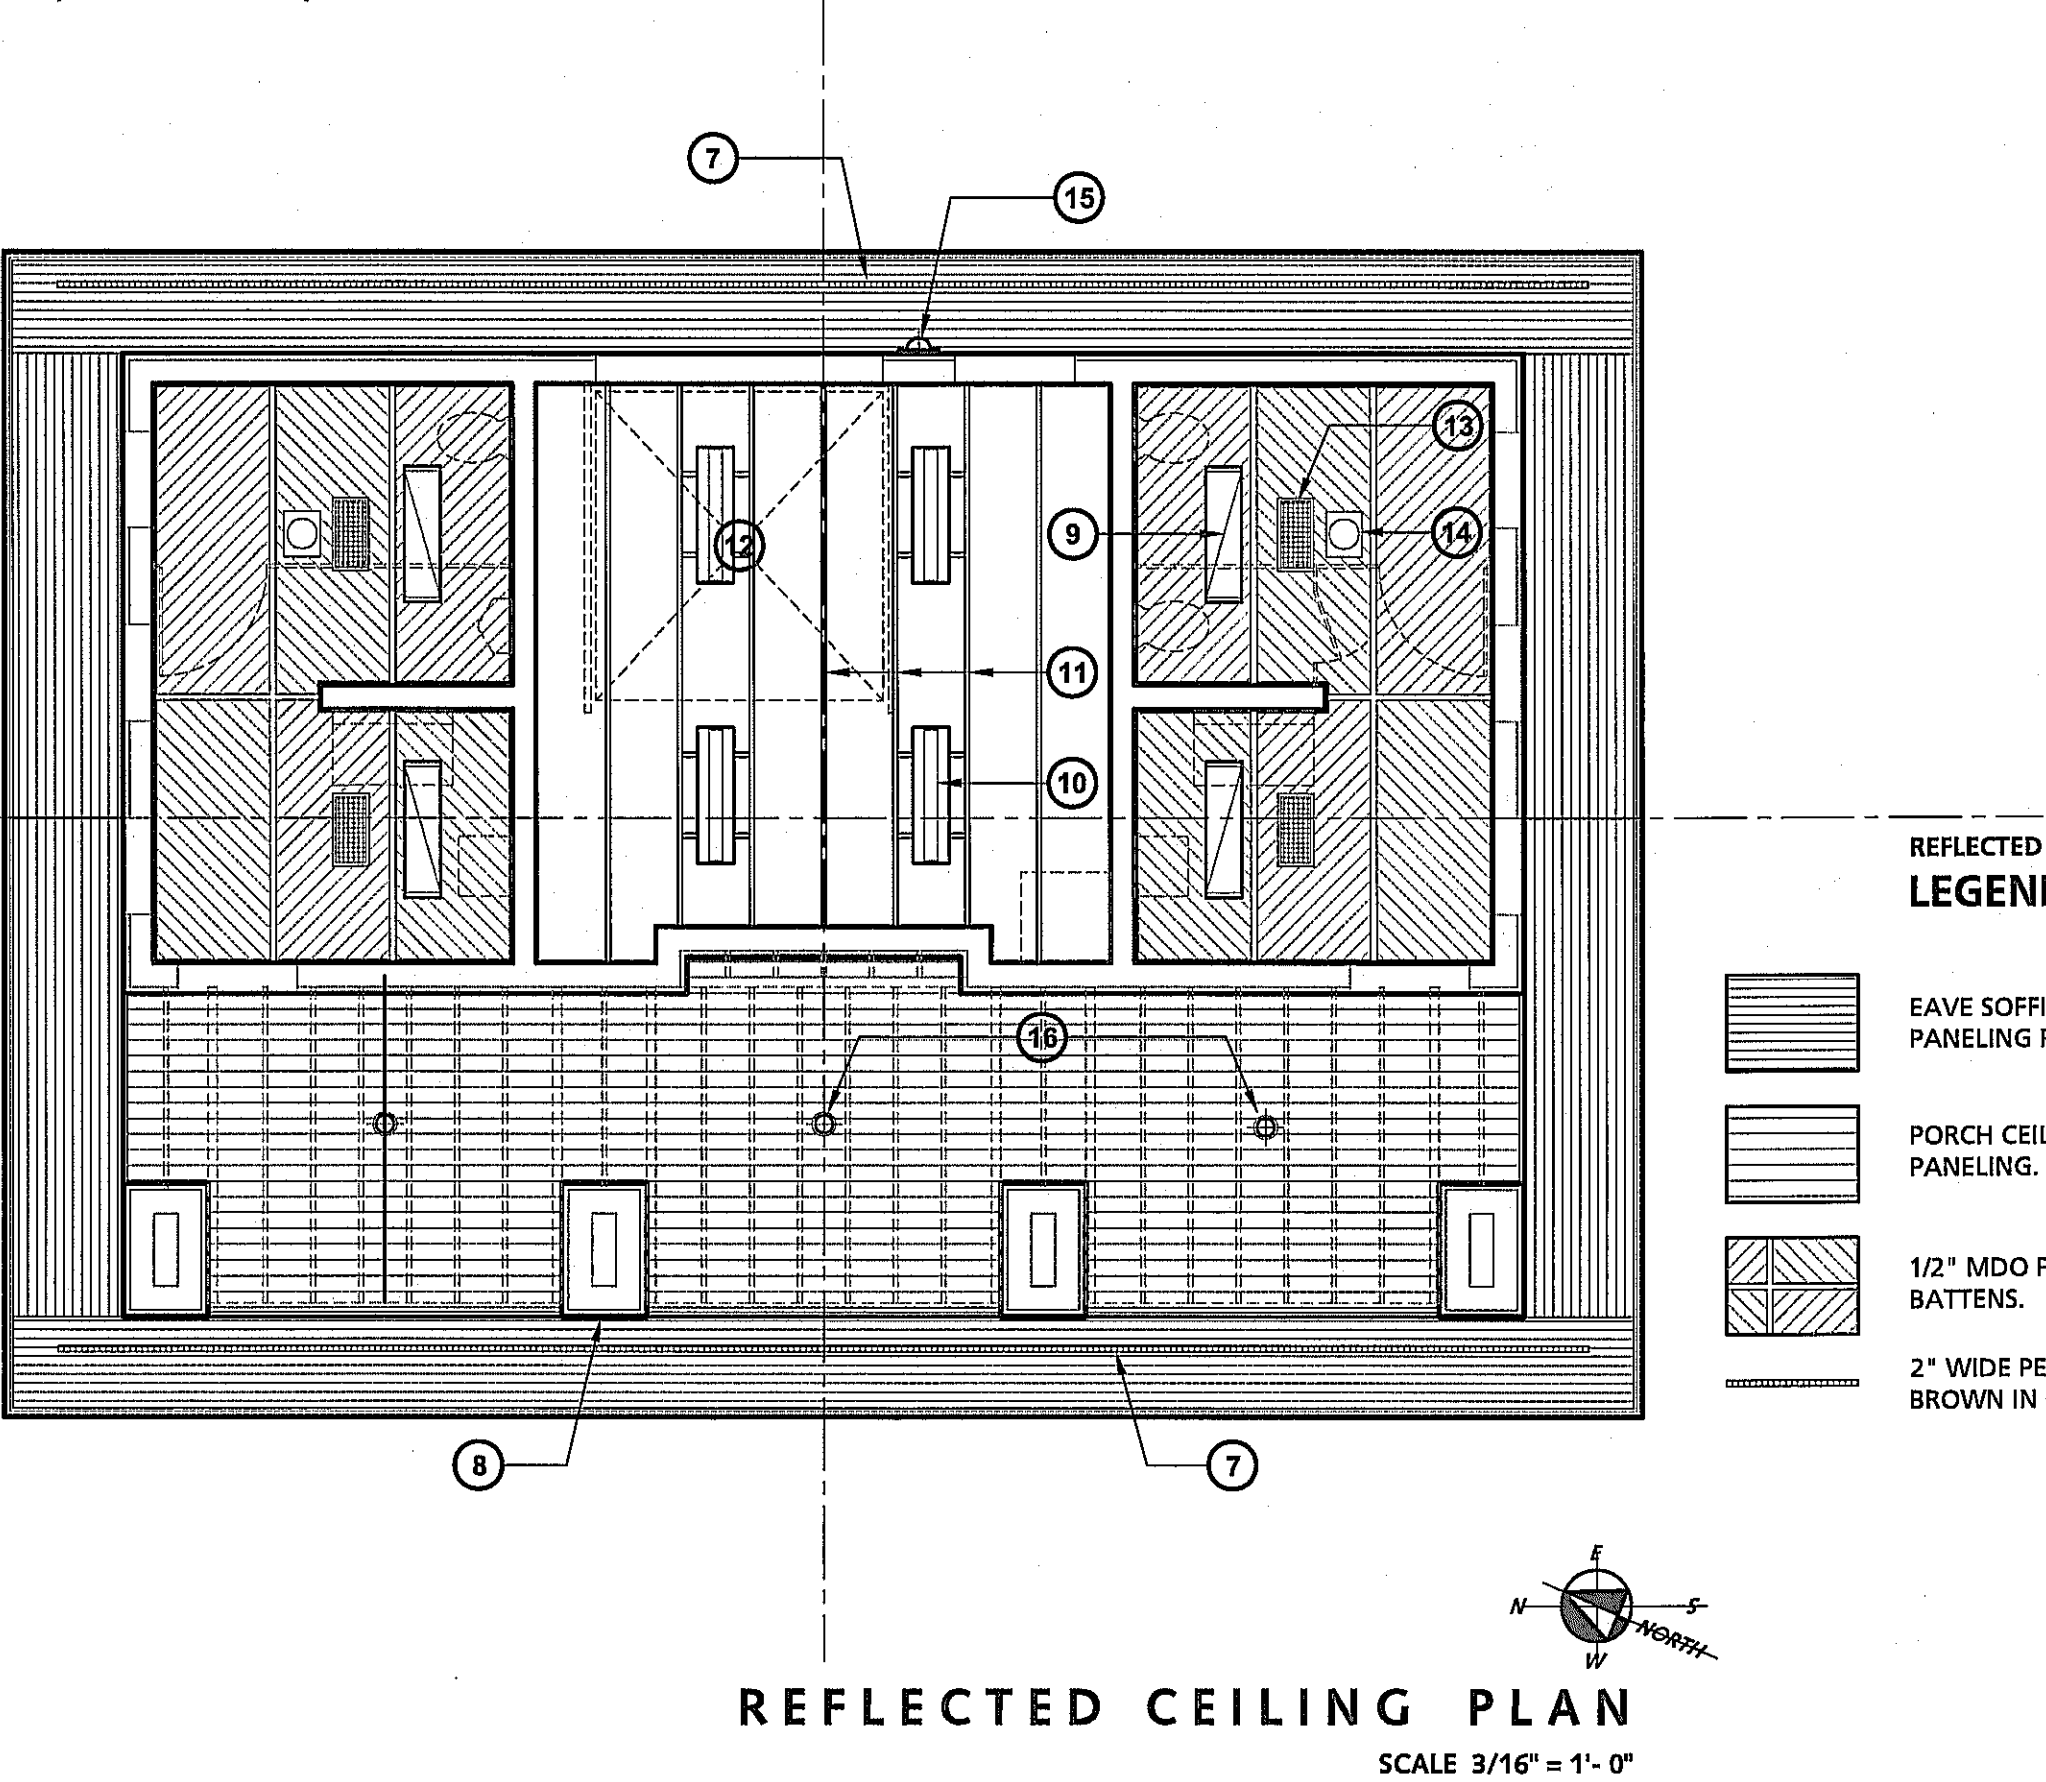 7
15
13
12
9
14
11
10
REFLECTED
LEGEN
EAVE SOFFI
PANELING
16
PORCH CEIL
PANELING.
1/2" MDO
BATTENS.
2" WIDE PE
BROWN IN
8
7
E
N
S
NORTH
W
REFLECTED CEILING PLAN
SCALE 3/16" = 1'- 0"